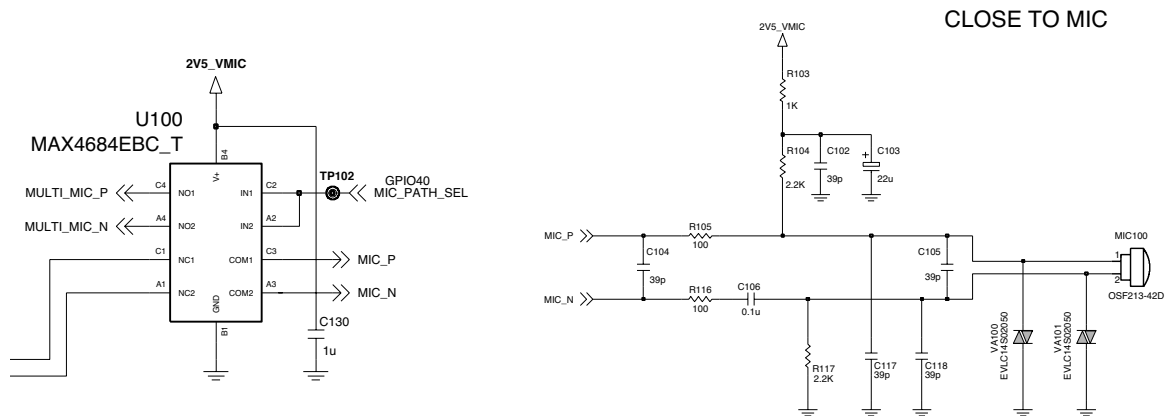 CLOSE TO MIC
2V5_VMIC
U100
MAX4684EBC_T
B4
V+
MULTI_MIC_P
C4
NO1
IN1
C2
TP102
GPIO40
MIC_PATH_SEL
MULTI_MIC_N
A4
NO2
IN2
A2
C1
NC1
COM1
C3
MIC_P
A1
NC2
COM2
A3
MIC_N
GND
B1
C130
1u
2V5_VMIC
R103
1K
R104
2.2K
C102
39p
+
C103
22u
MIC_P
R105
100
C104
39p
C105
39p
MIC100
1
2
OSF213-42D
MIC_N
R116
100
C106
0.1u
R117
2.2K
C117
39p
C118
39p
VA100
EVLC14S02050
VA101
EVLC14S02050